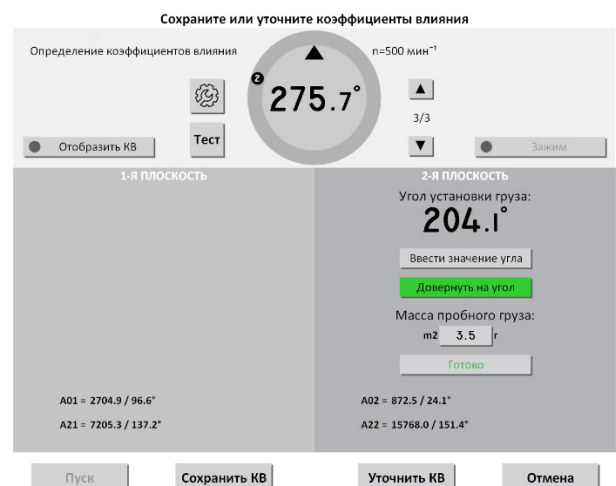 Сохраните или уточните коэффициенты влияния
Определение коэффициентов влияния
n=500 мин⁻¹
2
275.7°
3/3
Отобразить КВ
Тест
Зажим
1-Я ПЛОСКОСТЬ
2-Я ПЛОСКОСТЬ
Угол установки груза:
204.1°
Ввести значение угла
Довернуть на угол
Масса пробного груза:
m2 3.5 г
Готово
A01 = 2704.9 / 96.6°
A21 = 7205.3 / 137.2°
A02 = 872.5 / 24.1°
A22 = 15768.0 / 151.4°
Пуск
Сохранить КВ
Уточнить КВ
Отмена